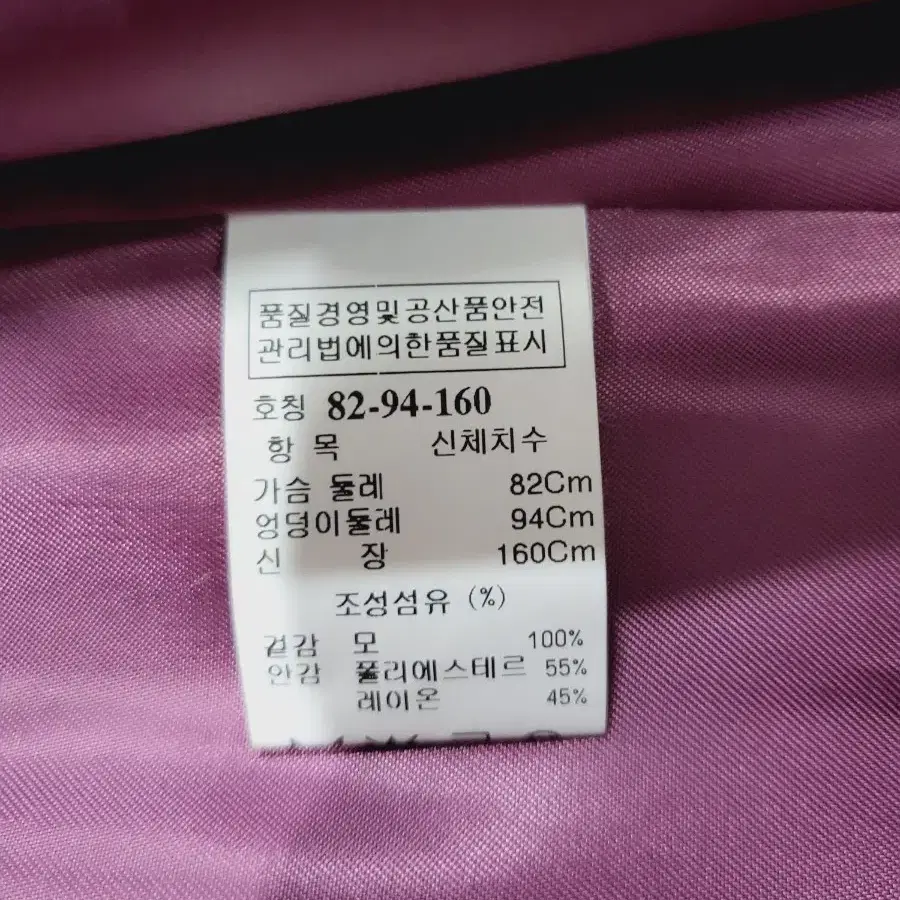 품질경영및공산품안전
관리법에의한품질표시
호칭 82-94-160
항 목 신체치수
가슴 둘레 82Cm
엉덩이둘레 94Cm
신 장 160Cm
조성섬유 (%)
겉감 모 100%
안감 폴리에스테르 55%
레이온 45%